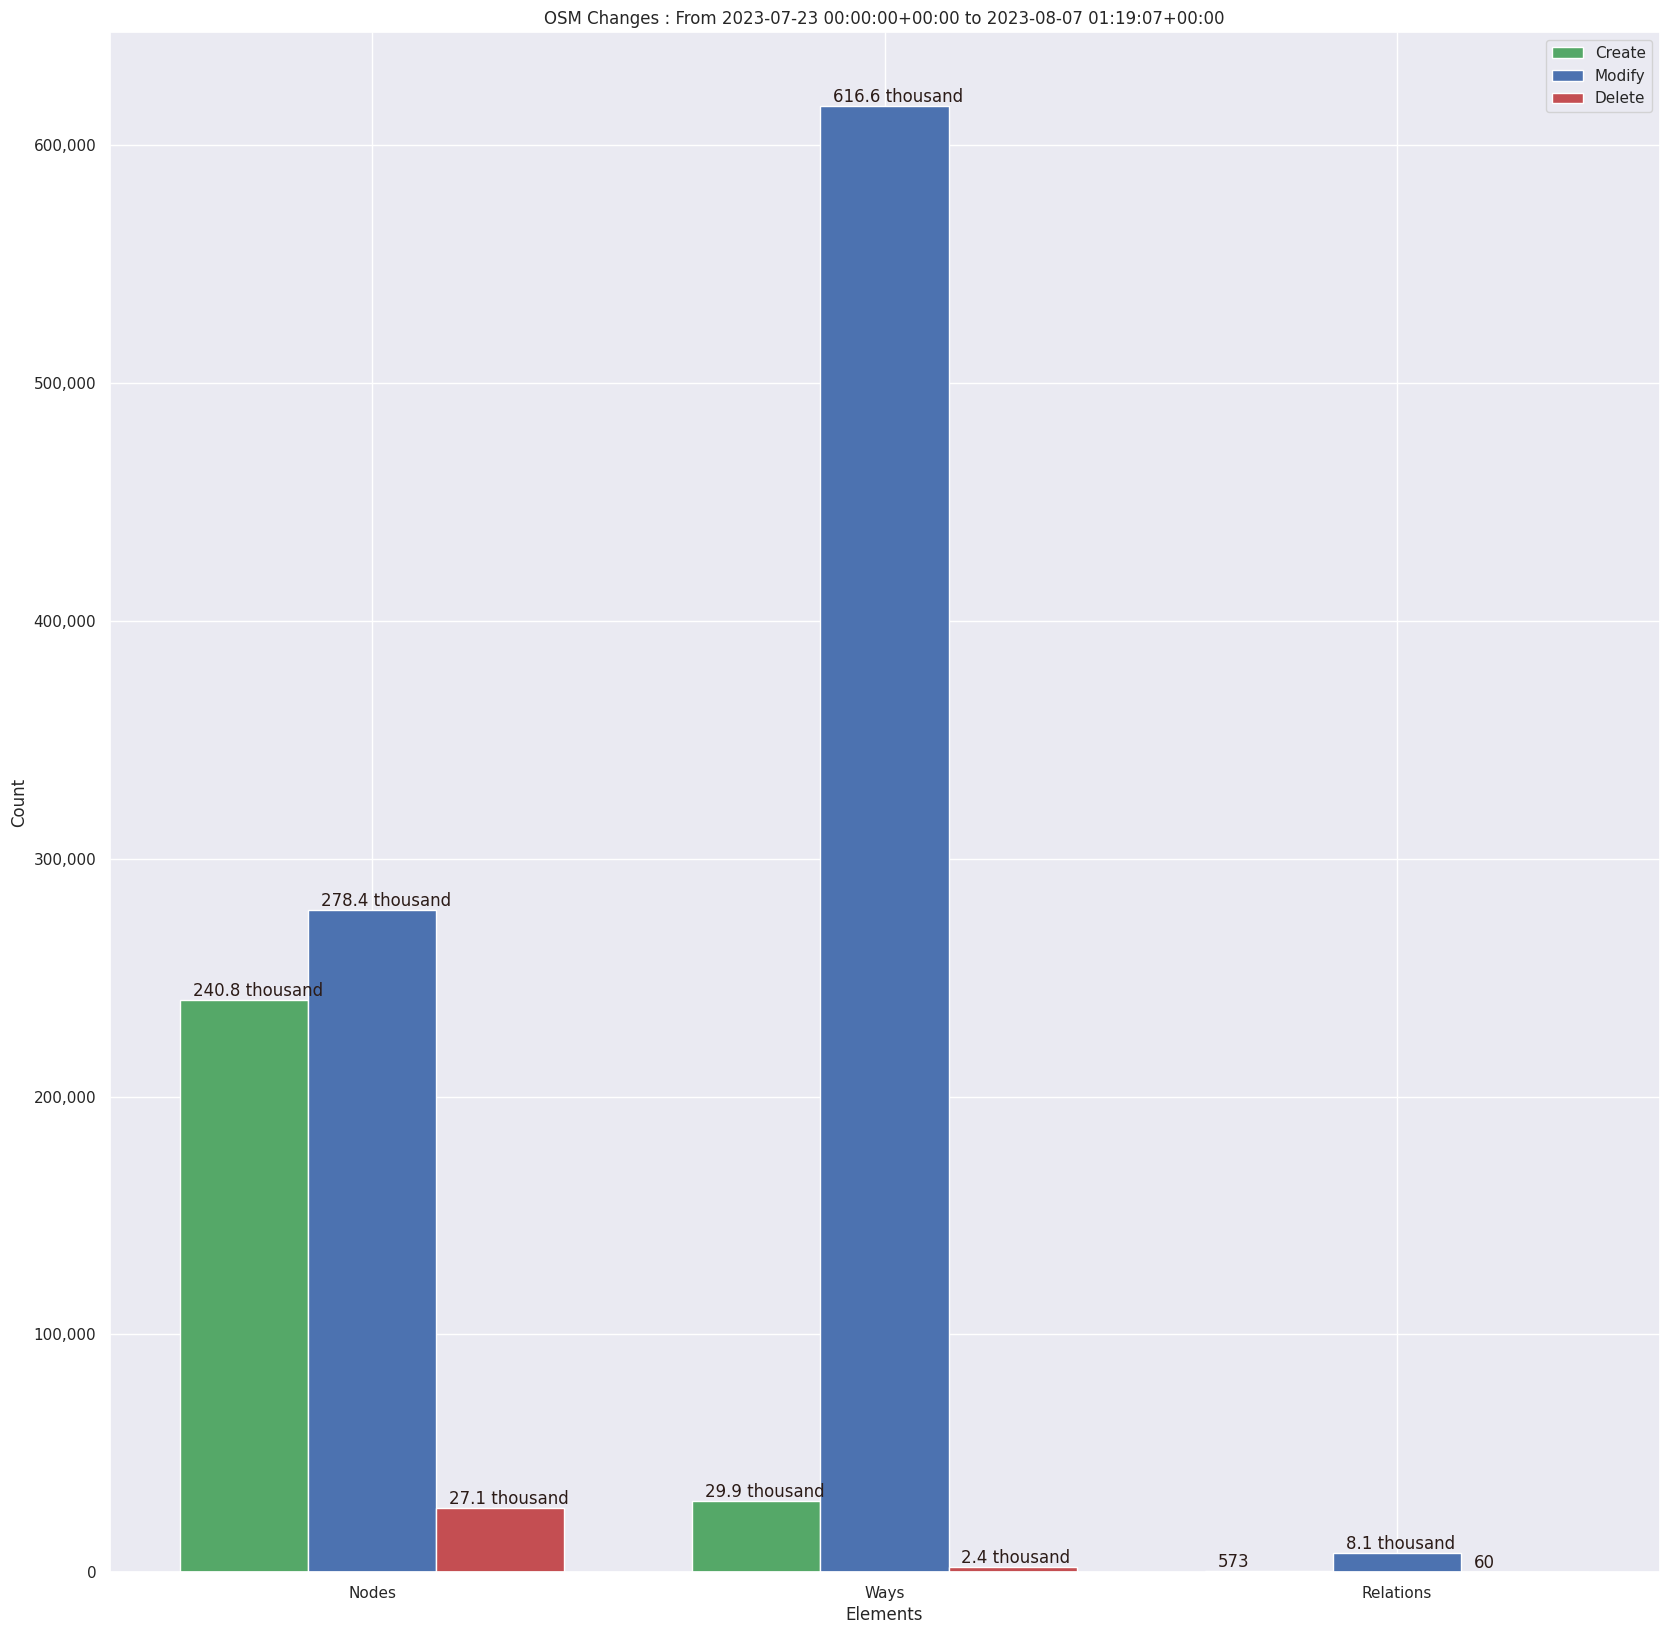 OSM Changes : From 2023-07-23 00:00:00+00:00 to 2023-08-07 01:19:07+00:00
Create
Modify
Delete
616.6 thousand
600,000
500,000
400,000
Count
300,000
278.4 thousand
240.8 thousand
200,000
100,000
27.1 thousand
29.9 thousand
2.4 thousand
573
8.1 thousand
60
0
Nodes
Ways
Relations
Elements